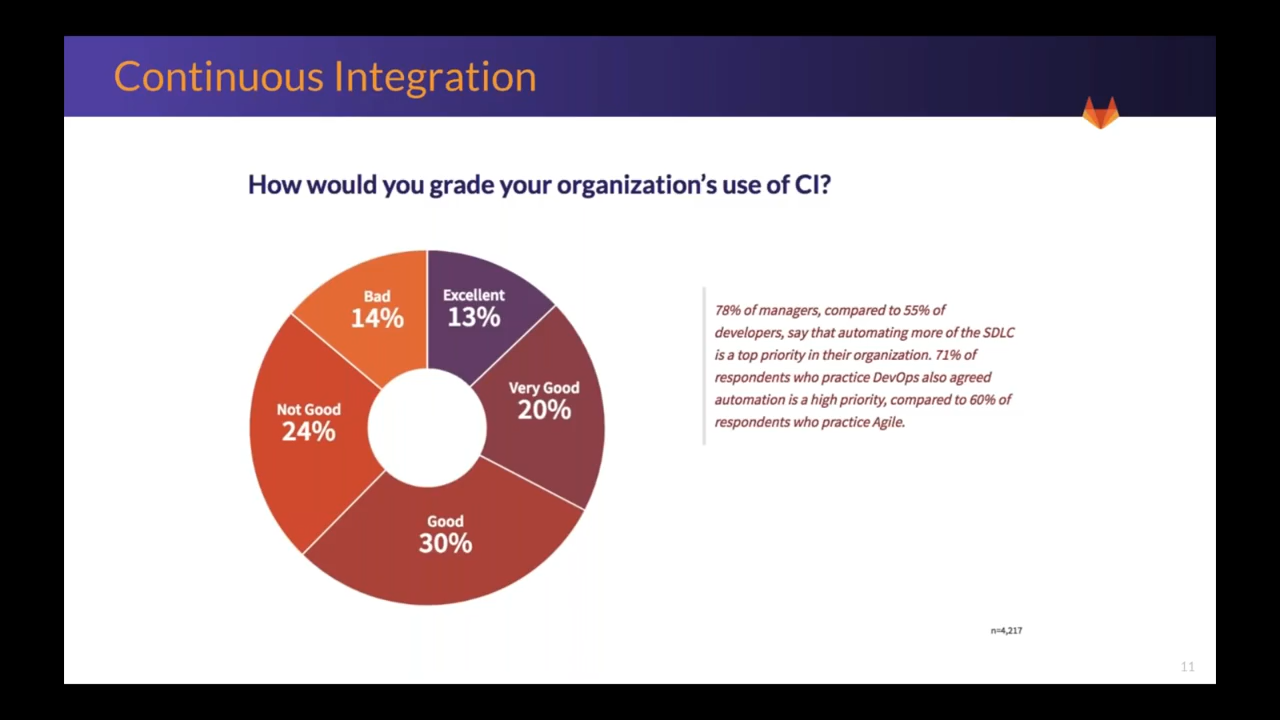 Continuous Integration
How would you grade your organization’s use of CI?
Bad
14%
Excellent
13%
Very Good
20%
Not Good
24%
Good
30%
78% of managers, compared to 55% of
developers, say that automating more of the SDLC
is a top priority in their organization. 71% of
respondents who practice DevOps also agreed
automation is a high priority, compared to 60% of
respondents who practice Agile.
n=4,217
11